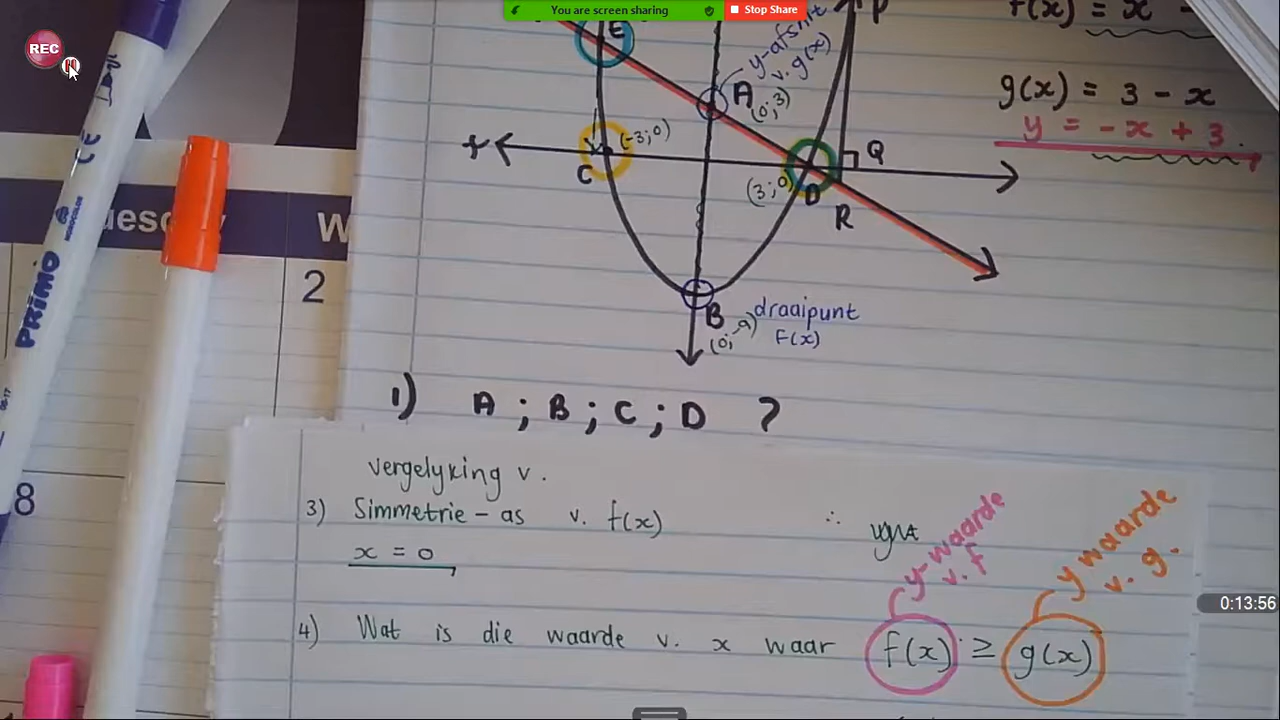 You are screen sharing
Stop Share
REC
f(x) = x
P
E
y-afsnit
v. g(x)
A
(0;3)
g(x) = 3 - x
y = -x + 3
(-3;0)
C
Q
(3;0)
D
R
B
(0;-9)
draaipunt
f(x)
PRIMO
CE
W
2
8
1) A ; B ; C ; D ?
vergelyking v.
3) Simmetrie - as v. f(x)
x = 0
∴
y-waarde
v. f
y waarde
v. g.
0:13:56
4) Wat is die waarde v. x waar f(x) ≥ g(x)